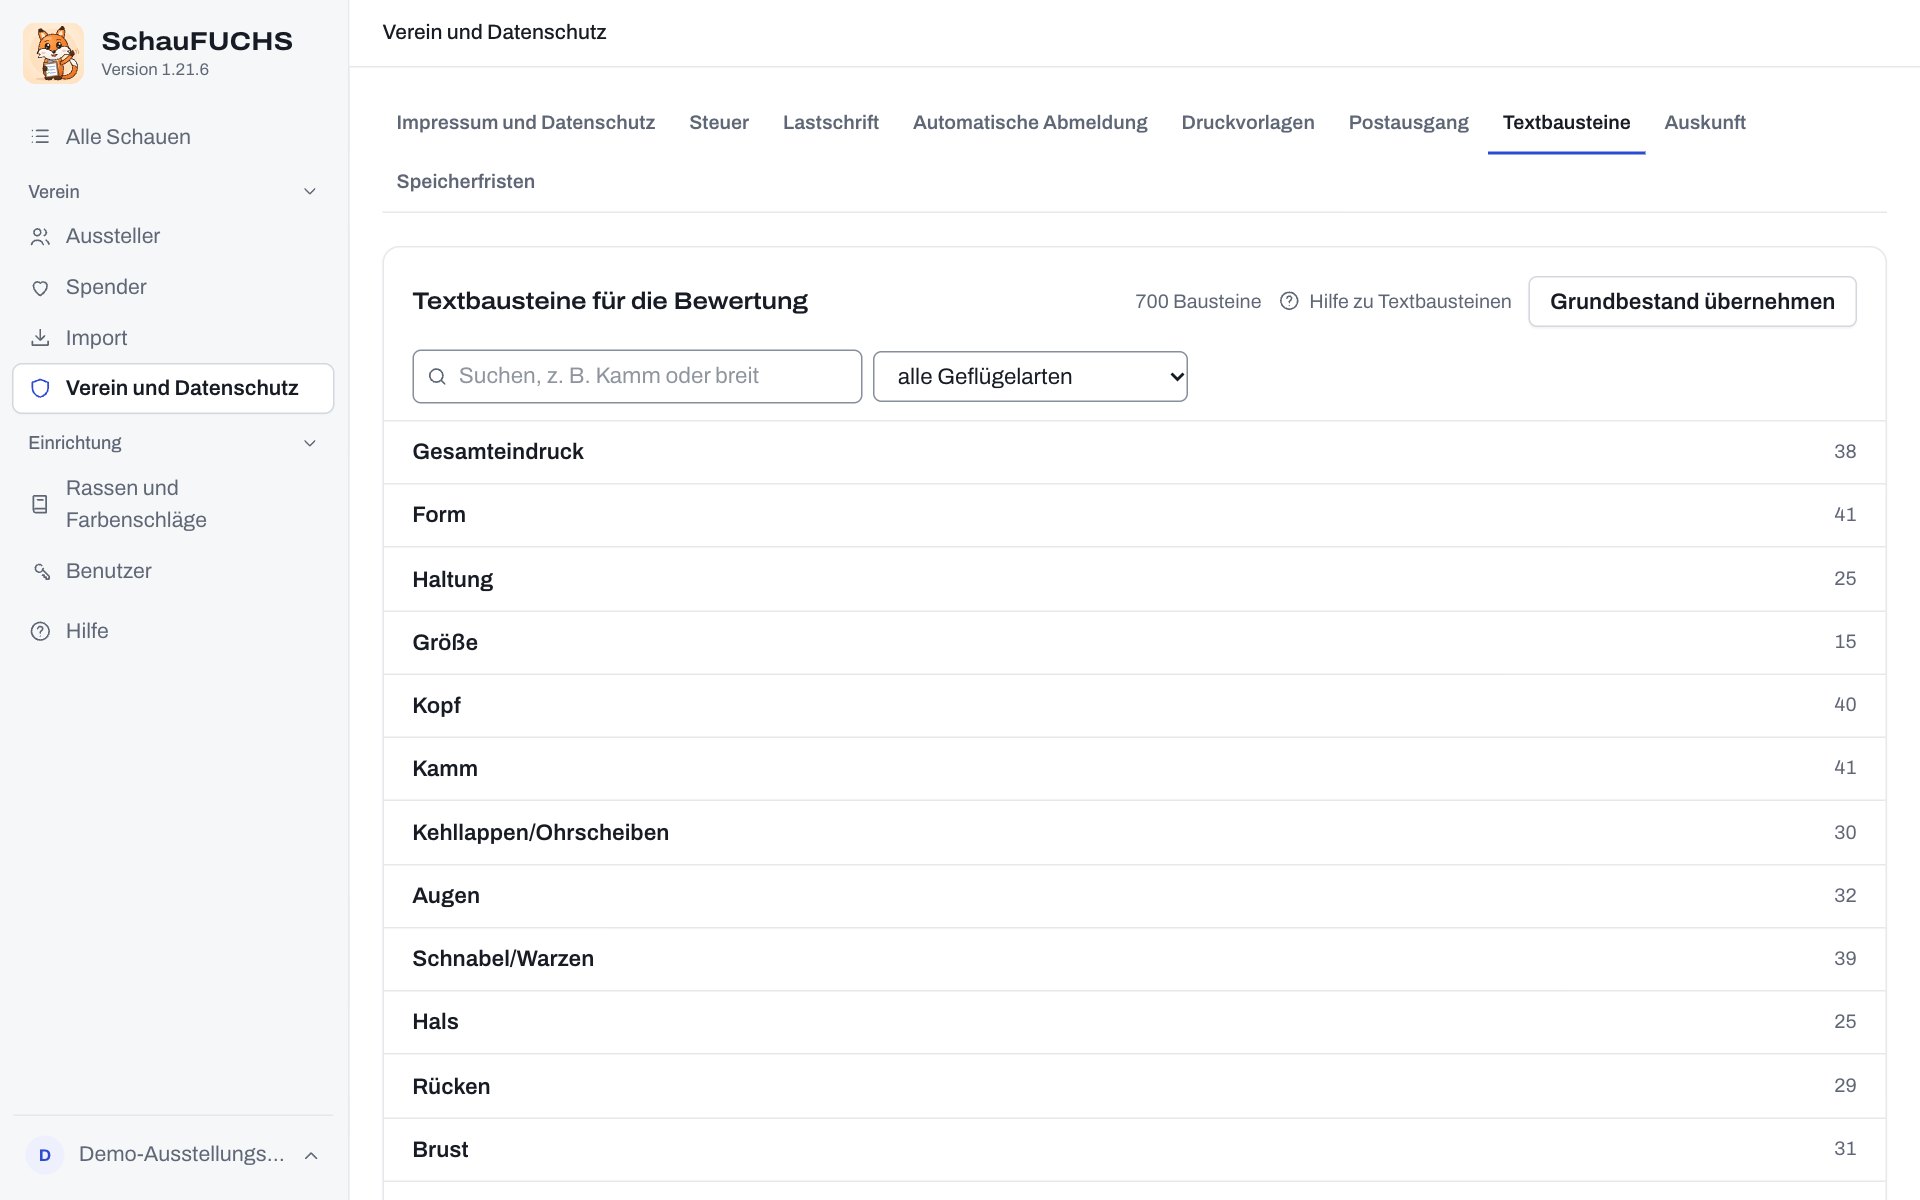 SchauFUCHS
Version 1.21.6
Alle Schauen
Verein
Aussteller
Spender
Import
Verein und Datenschutz
Einrichtung
Rassen und
Farbenschläge
Benutzer
Hilfe
D Demo-Ausstellungs...
Verein und Datenschutz
Impressum und Datenschutz Steuer Lastschrift Automatische Abmeldung Druckvorlagen Postausgang Textbausteine Auskunft
Speicherfristen
Textbausteine für die Bewertung 700 Bausteine Hilfe zu Textbausteinen Grundbestand übernehmen
Suchen, z. B. Kamm oder breit alle Geflügelarten
Gesamteindruck 38
Form 41
Haltung 25
Größe 15
Kopf 40
Kamm 41
Kehllappen/Ohrscheiben 30
Augen 32
Schnabel/Warzen 39
Hals 25
Rücken 29
Brust 31